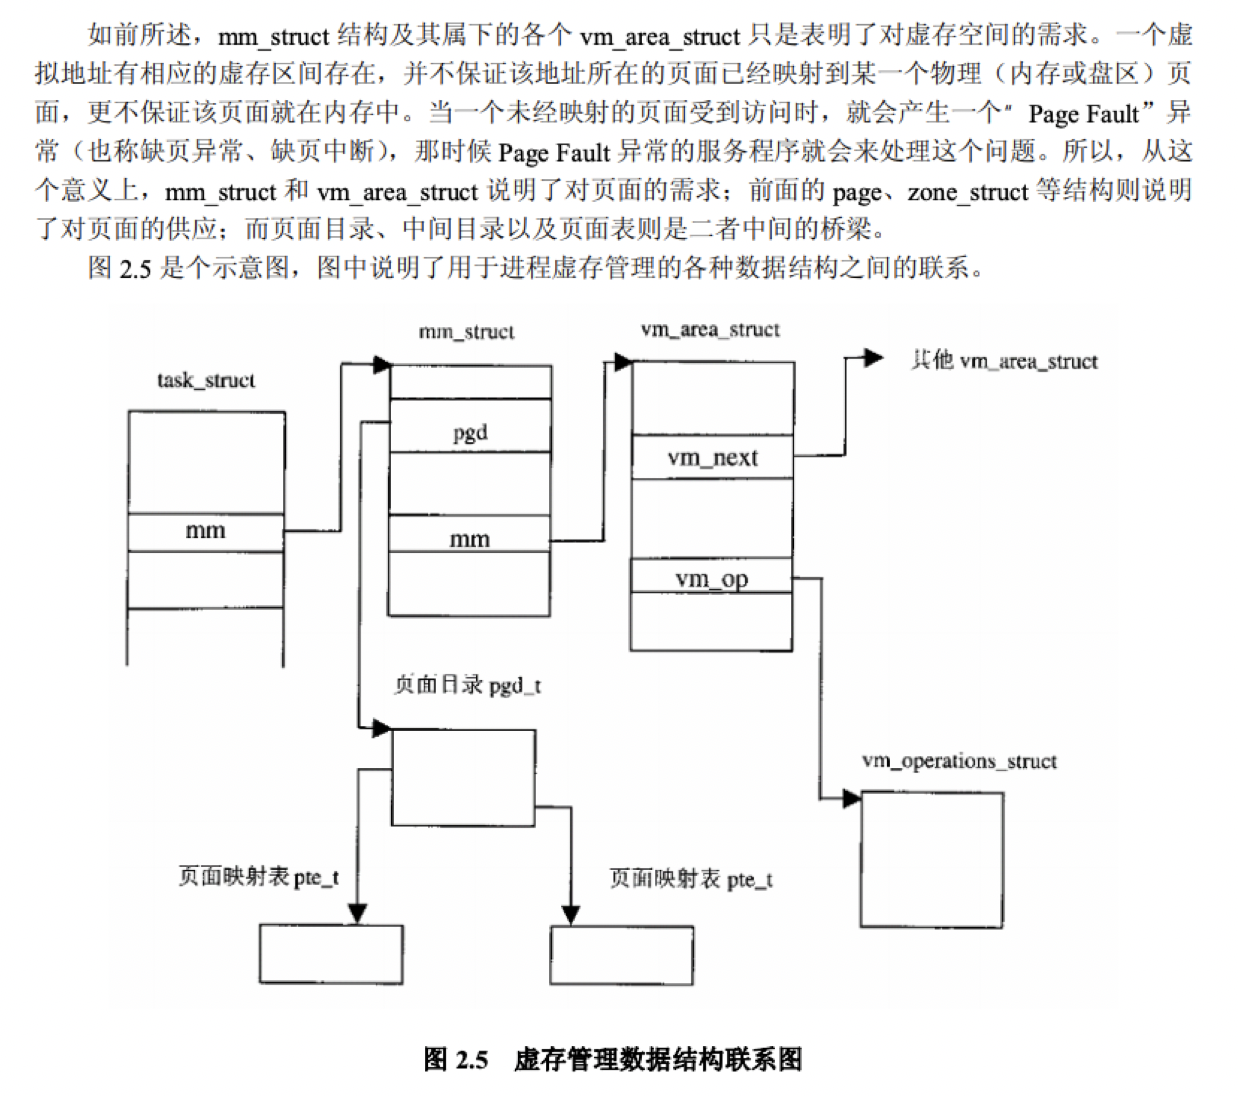 如前所述，mm_struct 结构及其属下的各个 vm_area_struct 只是表明了对虚存空间的需求。一个虚
拟地址有相应的虚存区间存在，并不保证该地址所在的页面已经映射到某一个物理（内存或盘区）页
面，更不保证该页面就在内存中。当一个未经映射的页面受到访问时，就会产生一个“ Page Fault”异
常（也称缺页异常、缺页中断），那时候 Page Fault 异常的服务程序就会来处理这个问题。所以，从这
个意义上，mm_struct 和 vm_area_struct 说明了对页面的需求；前面的 page、zone_struct 等结构则说明
了对页面的供应；而页面目录、中间目录以及页面表则是二者中间的桥梁。
图 2.5 是个示意图，图中说明了用于进程虚存管理的各种数据结构之间的联系。
mm_struct
vm_area_struct
其他 vm_area_struct
task_struct
pgd
vm_next
mm
mm
vm_op
页面目录 pgd_t
vm_operations_struct
页面映射表 pte_t
页面映射表 pte_t
图 2.5 虚存管理数据结构联系图